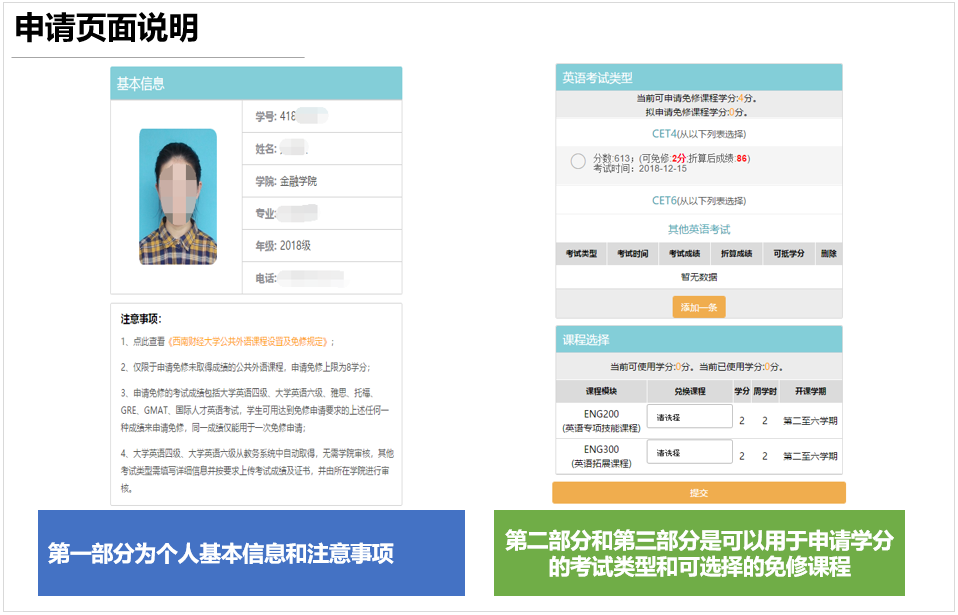 申请页面说明
基本信息
学号: 418
姓名:
学院: 金融学院
专业:
年级: 2018级
电话:
注意事项：
1、点此查看《西南财经大学公共外语课程设置及免修规定》；
2、仅限于申请免修未取得成绩的公共外语课程，申请免修上限为8学分；
3、申请免修的考试成绩包括大学英语四级、大学英语六级、雅思、托福、
GRE、GMAT、国际人才英语考试，学生可用达到免修申请要求的上述任何一
种成绩来申请免修，同一成绩仅能用于一次免修申请；
4、大学英语四级、大学英语六级从教务系统中自动取得，无需学院审核，其他
考试类型需填写详细信息并按要求上传考试成绩及证书，并由所在学院进行审
核。
第一部分为个人基本信息和注意事项
英语考试类型
当前可申请免修课程学分:4分。
拟申请免修课程学分:0分。
CET4(从以下列表选择)
分数:613；(可免修:2分;折算后成绩:86)
考试时间：2018-12-15
CET6(从以下列表选择)
其他英语考试
考试类型 考试时间 考试成绩 折算成绩 可抵学分 删除
暂无数据
添加一条
课程选择
当前可使用学分:0分。当前已使用学分:0分。
课程模块 兑换课程 学分 周学时 开课学期
ENG200
(英语专项技能课程) 请选择 2 2 第二至六学期
ENG300
(英语拓展课程) 请选择 2 2 第二至六学期
提交
第二部分和第三部分是可以用于申请学分
的考试类型和可选择的免修课程